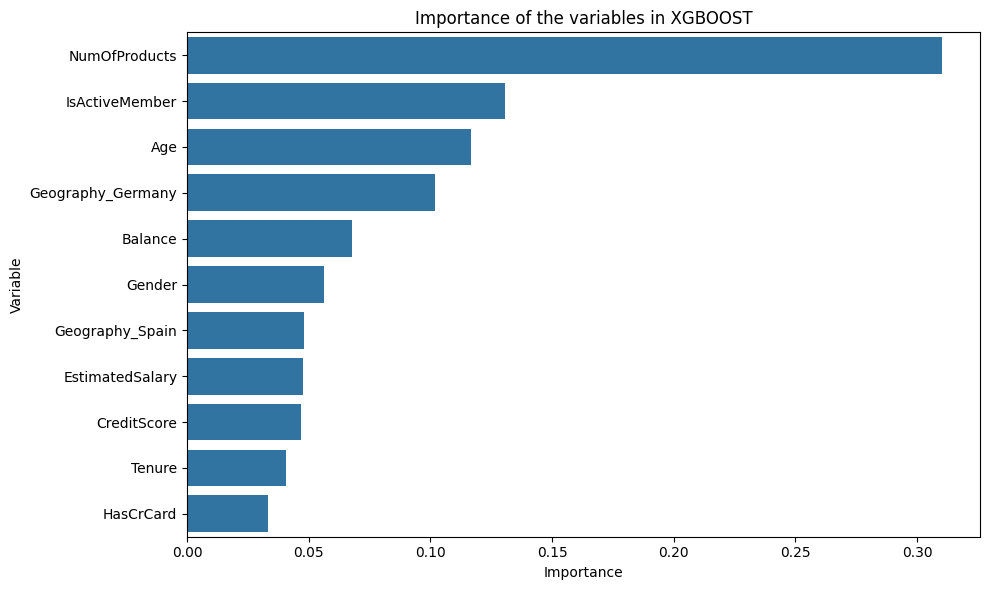 Importance of the variables in XGBOOST
Variable
NumOfProducts
IsActiveMember
Age
Geography_Germany
Balance
Gender
Geography_Spain
EstimatedSalary
CreditScore
Tenure
HasCrCard
0.00 0.05 0.10 0.15 0.20 0.25 0.30
Importance